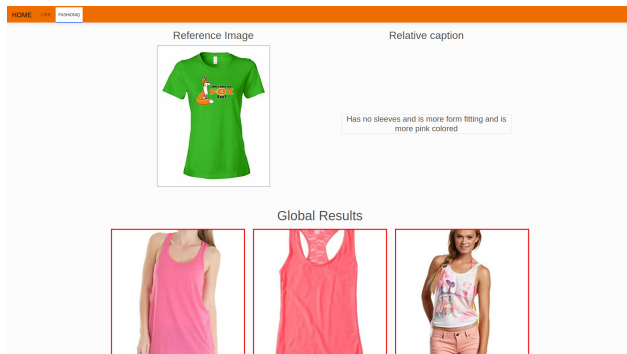 HOME
FASHIONIQ
Reference Image
Relative caption
Has no sleeves and is more form fitting and is
more pink colored
Global Results